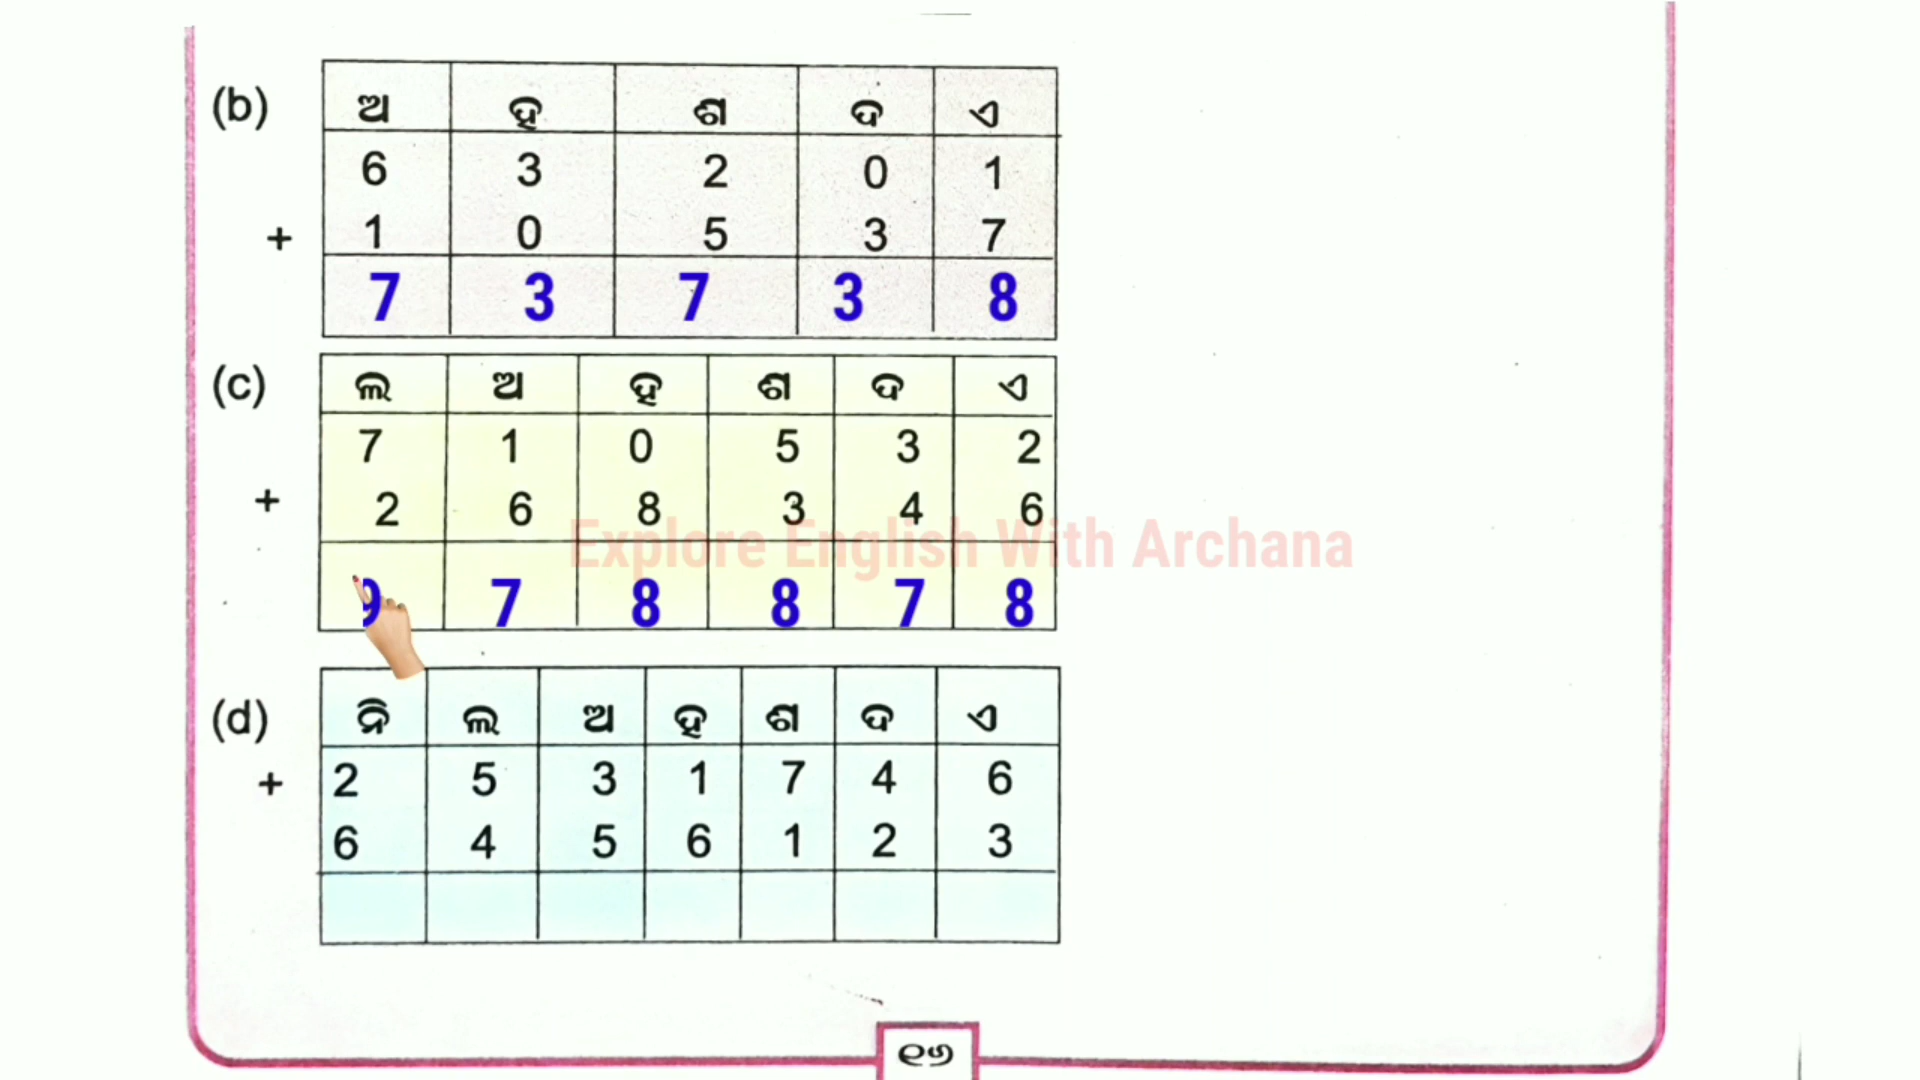 (b) ଅ ହ ଶ ଦ ଏ
6 3 2 0 1
+ 1 0 5 3 7
7 3 7 3 8
(c) ଲ ଅ ହ ଶ ଦ ଏ
7 1 0 5 3 2
+ 2 6 8 3 4 6
Explore English With Archana
9 7 8 8 7 8
(d) ନି ଲ ଅ ହ ଶ ଦ ଏ
+ 2 5 3 1 7 4 6
6 4 5 6 1 2 3